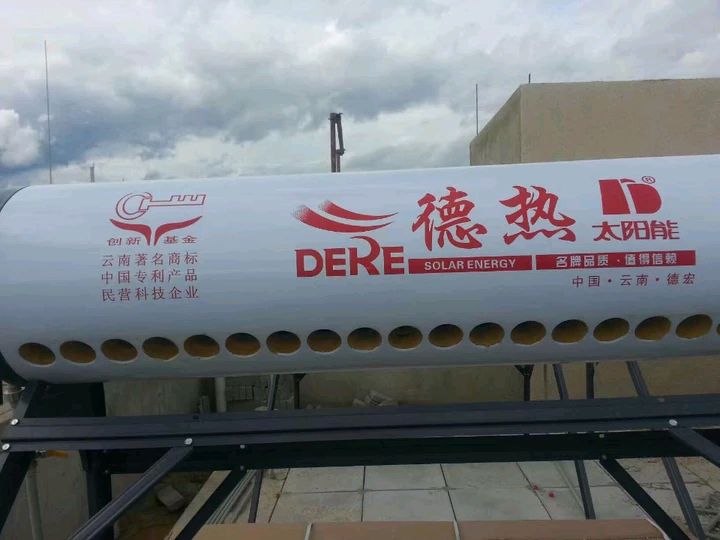 创新 基金
云南著名商标
中国专利产品
民营科技企业
DERE 德热 ®
太阳能
SOLAR ENERGY 名牌品质·值得信赖
中国·云南·德宏